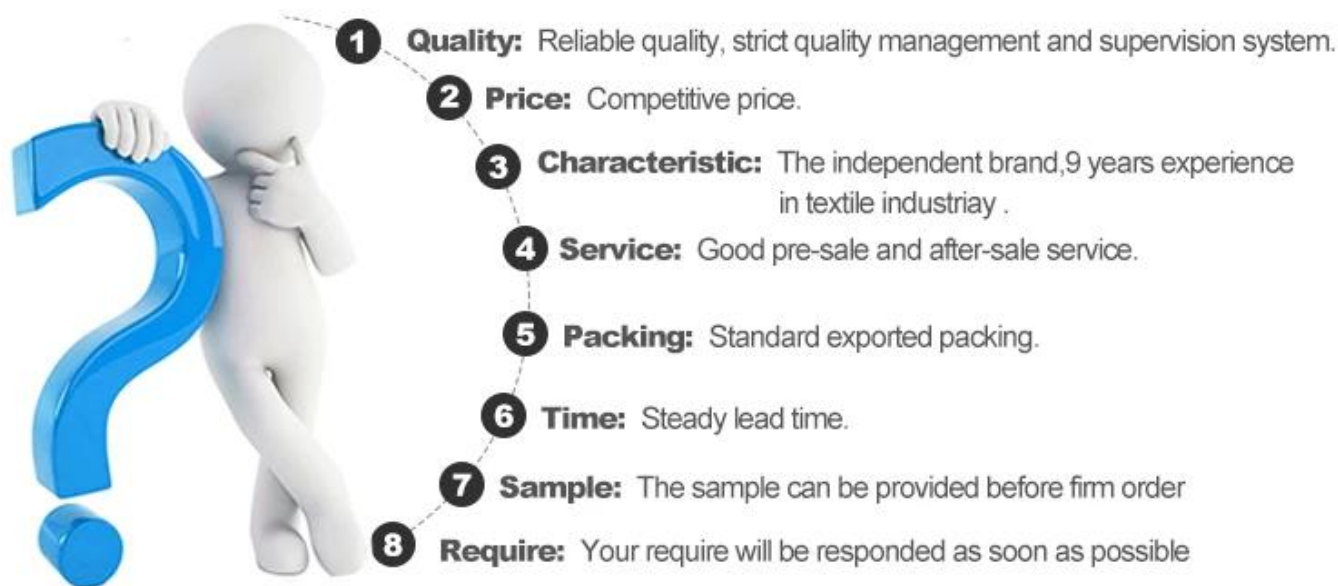 1 Quality: Reliable quality, strict quality management and supervision system.
2 Price: Competitive price.
3 Characteristic: The independent brand,9 years experience
in textile industriay .
4 Service: Good pre-sale and after-sale service.
5 Packing: Standard exported packing.
6 Time: Steady lead time.
7 Sample: The sample can be provided before firm order
8 Require: Your require will be responded as soon as possible